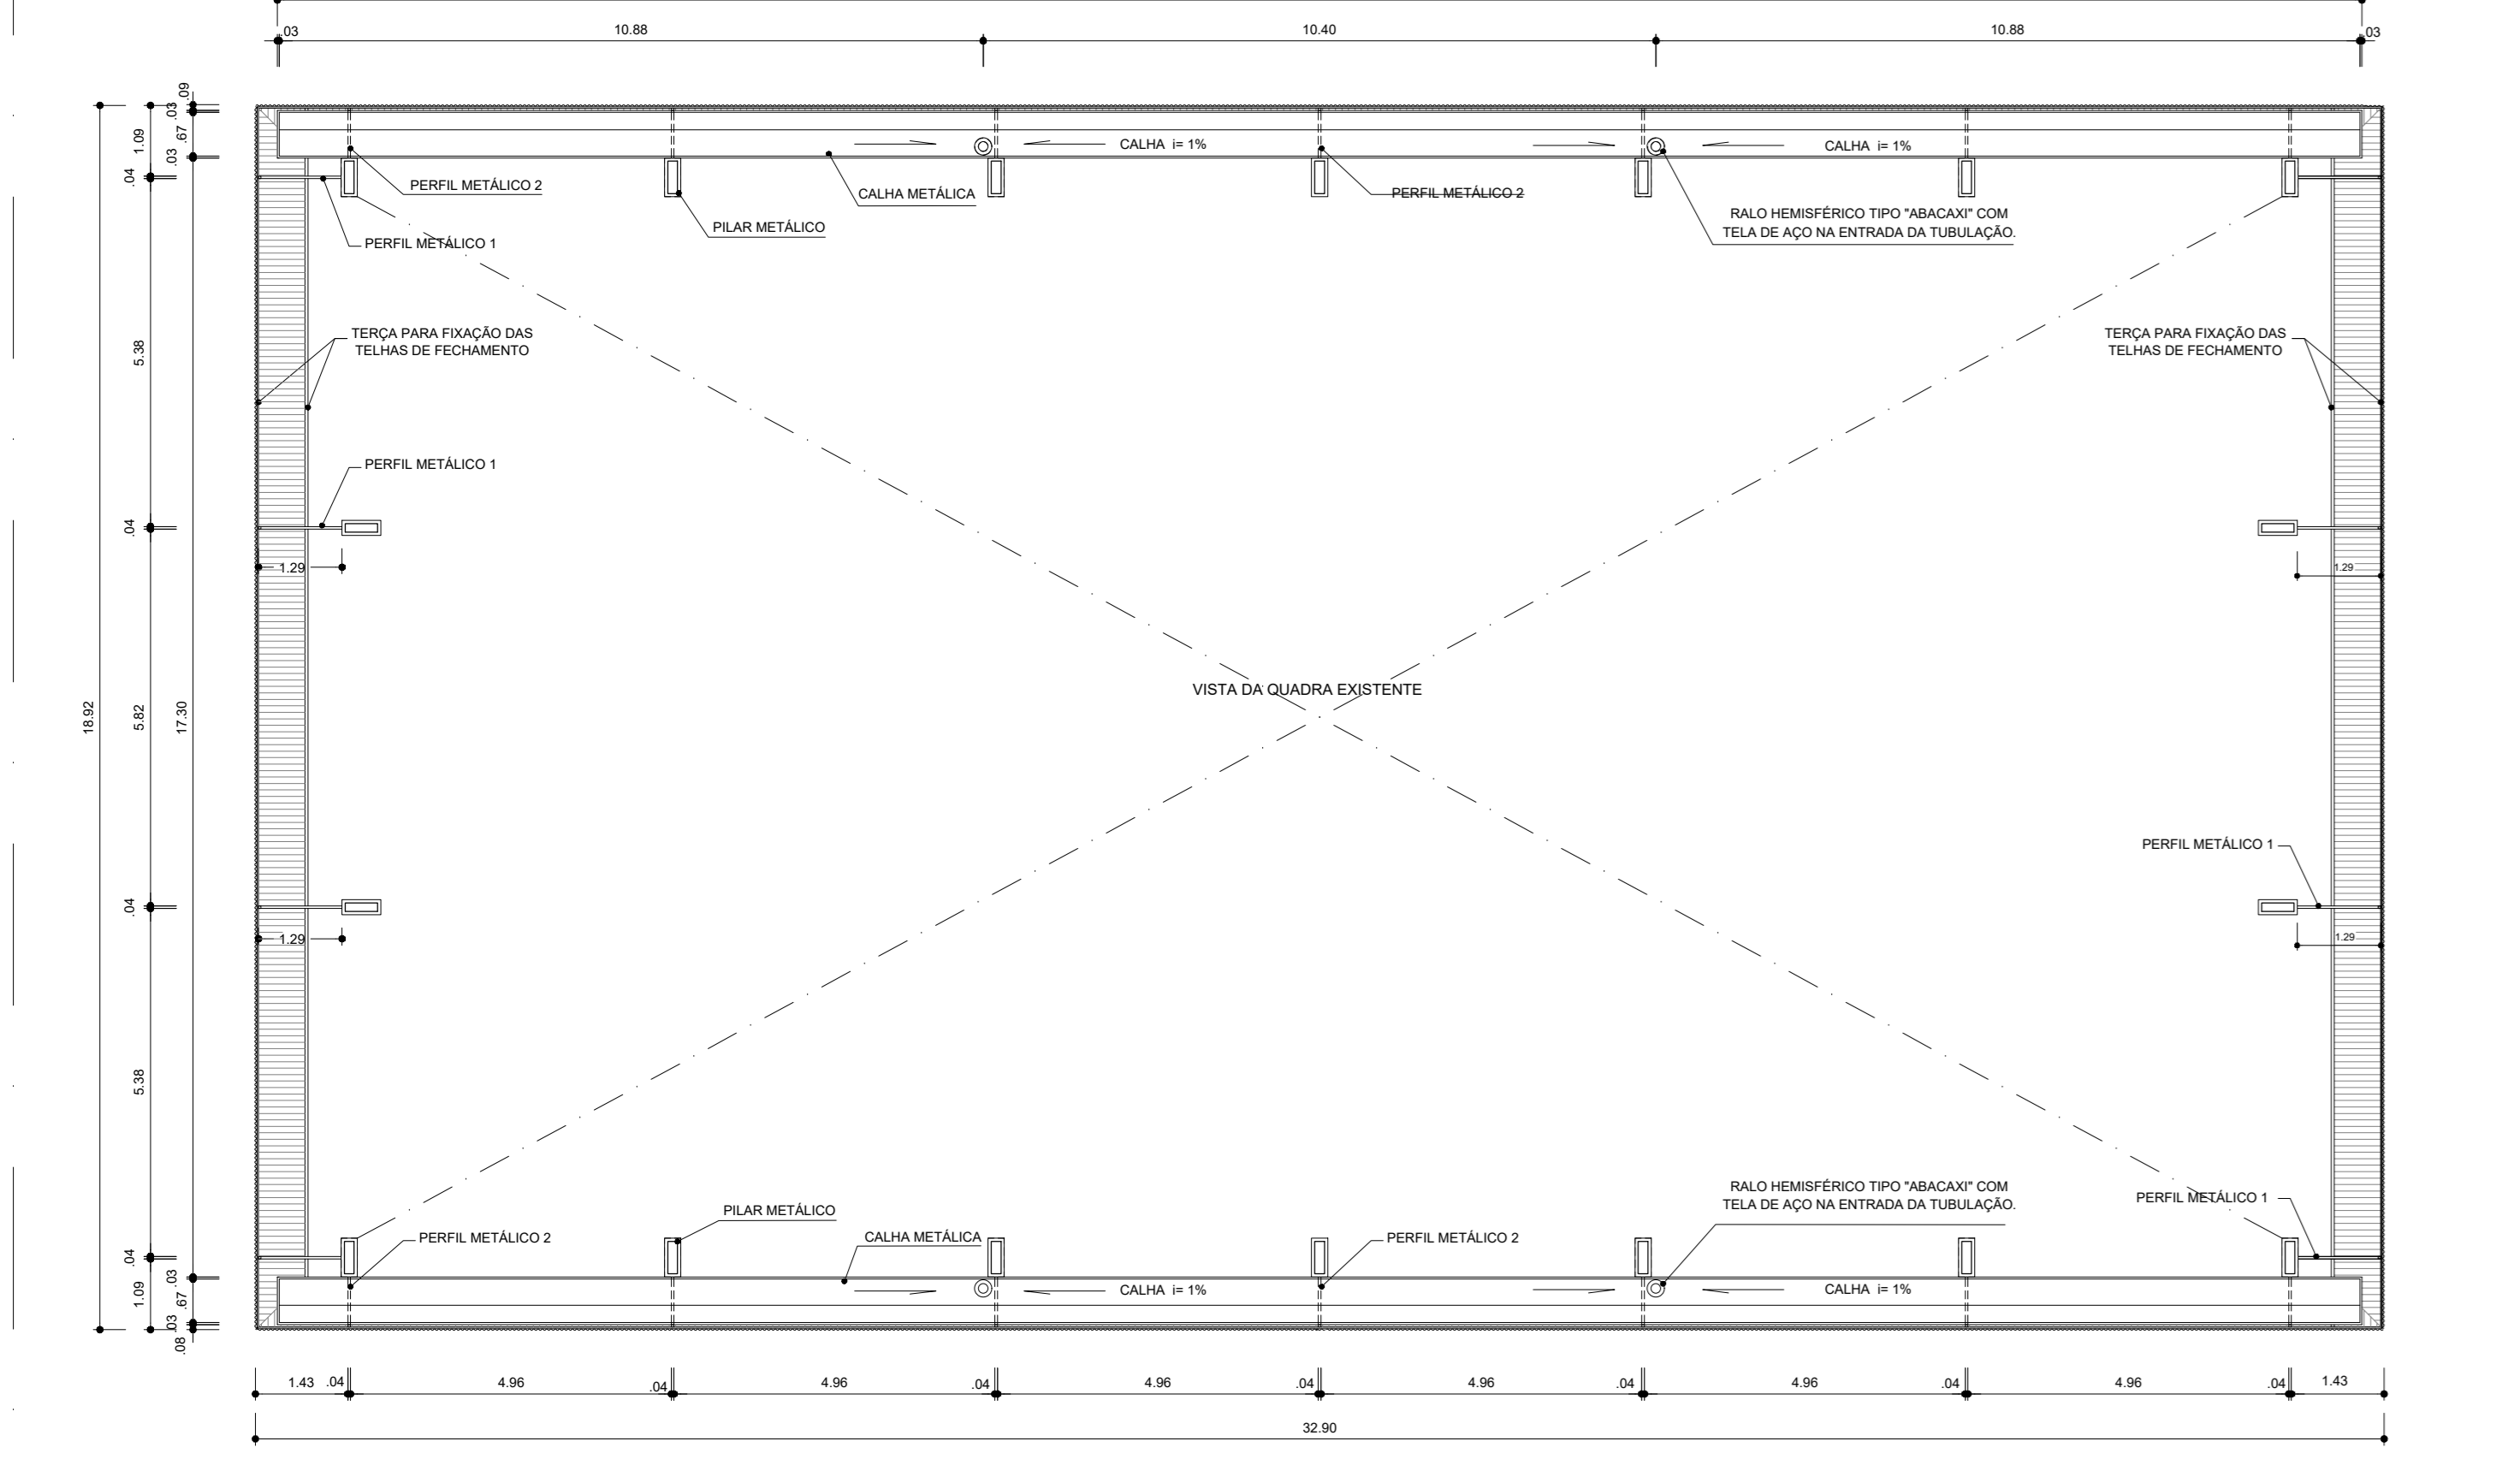 .03
10.88
10.40
10.88
.03
.09
.03
.67
1.09
.03
.04
CALHA i= 1%
CALHA i= 1%
PERFIL METÁLICO 2
CALHA METÁLICA
PERFIL METÁLICO 2
PILAR METÁLICO
RALO HEMISFÉRICO TIPO "ABACAXI" COM
TELA DE AÇO NA ENTRADA DA TUBULAÇÃO.
PERFIL METÁLICO 1
TERÇA PARA FIXAÇÃO DAS
TELHAS DE FECHAMENTO
TERÇA PARA FIXAÇÃO DAS
TELHAS DE FECHAMENTO
5.38
PERFIL METÁLICO 1
.04
1.29
1.29
VISTA DA QUADRA EXISTENTE
18.92
5.82
17.30
PERFIL METÁLICO 1
.04
1.29
1.29
5.38
RALO HEMISFÉRICO TIPO "ABACAXI" COM
TELA DE AÇO NA ENTRADA DA TUBULAÇÃO.
PERFIL METÁLICO 1
PILAR METÁLICO
PERFIL METÁLICO 2
CALHA METÁLICA
PERFIL METÁLICO 2
.04
.03
1.09
.67
.03
.08
CALHA i= 1%
CALHA i= 1%
1.43
.04
4.96
.04
4.96
.04
4.96
.04
4.96
.04
4.96
.04
4.96
.04
1.43
32.90